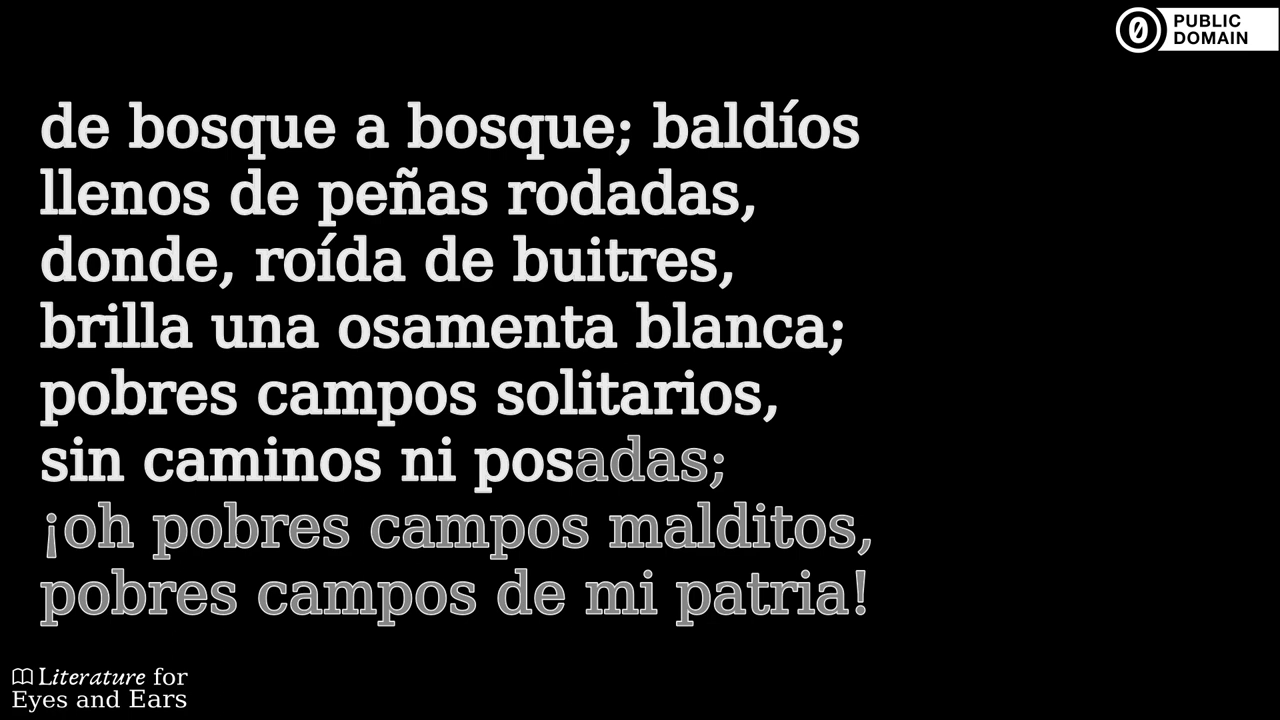 PUBLIC
DOMAIN
de bosque a bosque; baldíos
llenos de peñas rodadas,
donde, roída de buitres,
brilla una osamenta blanca;
pobres campos solitarios,
sin caminos ni posadas;
¡oh pobres campos malditos,
pobres campos de mi patria!
Literature for
Eyes and Ears